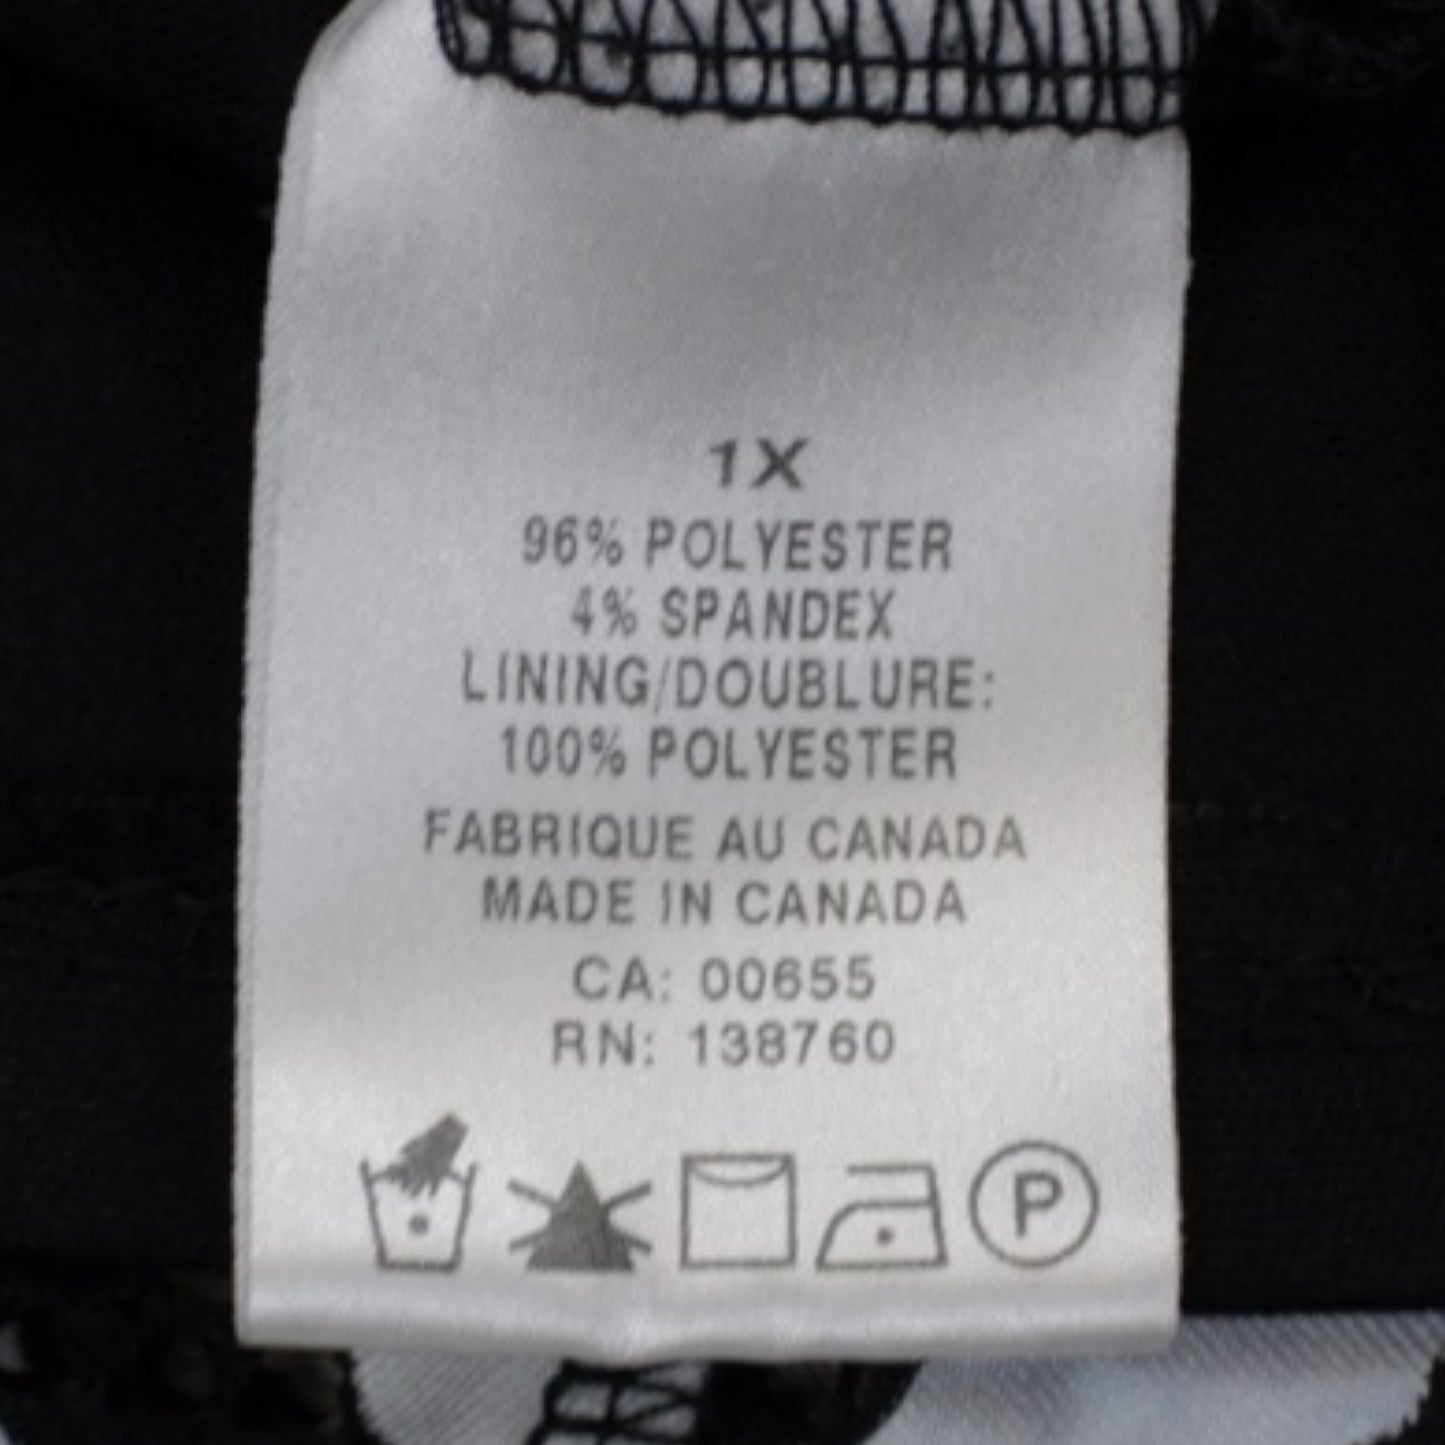 1X
96% POLYESTER
4% SPANDEX
LINING/DOUBLURE:
100% POLYESTER
FABRIQUE AU CANADA
MADE IN CANADA
CA: 00655
RN: 138760
P